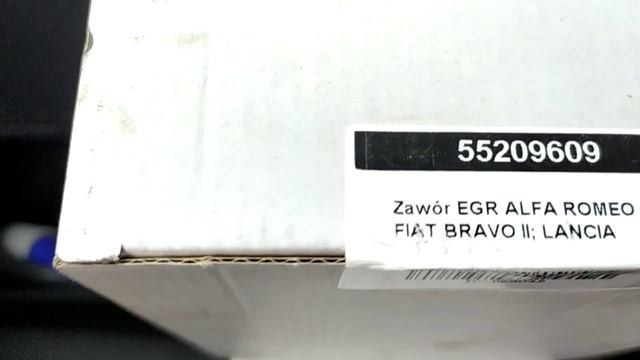 55209609
Zawór EGR ALFA ROMEO
FIAT BRAVO II; LANCIA